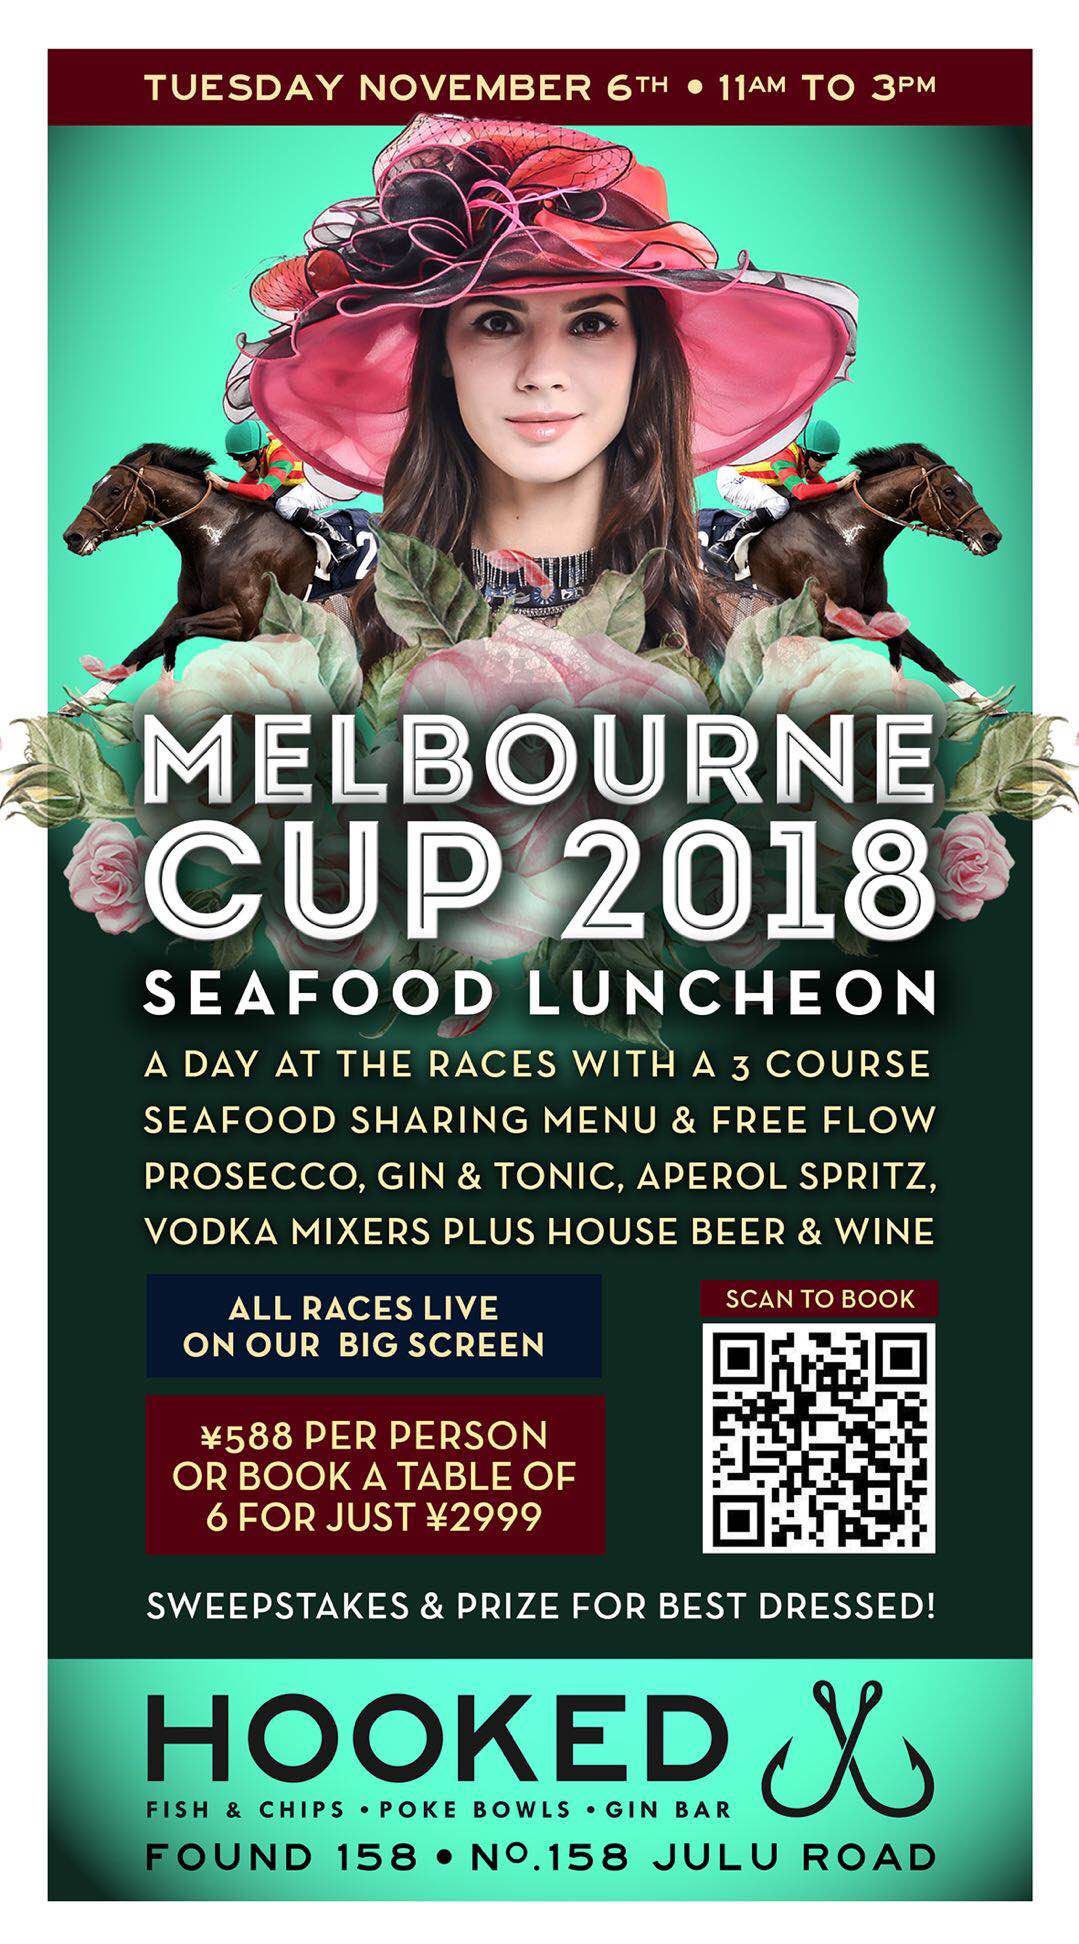 TUESDAY NOVEMBER 6TH • 11AM TO 3PM
2
MELBOURNE
CUP 2018
SEAFOOD LUNCHEON
A DAY AT THE RACES WITH A 3 COURSE
SEAFOOD SHARING MENU & FREE FLOW
PROSECCO, GIN & TONIC, APEROL SPRITZ,
VODKA MIXERS PLUS HOUSE BEER & WINE
ALL RACES LIVE
ON OUR BIG SCREEN
¥588 PER PERSON
OR BOOK A TABLE OF
6 FOR JUST ¥2999
SCAN TO BOOK
SWEEPSTAKES & PRIZE FOR BEST DRESSED!
HOOKED
FISH & CHIPS • POKE BOWLS • GIN BAR
FOUND 158 • NO.158 JULU ROAD